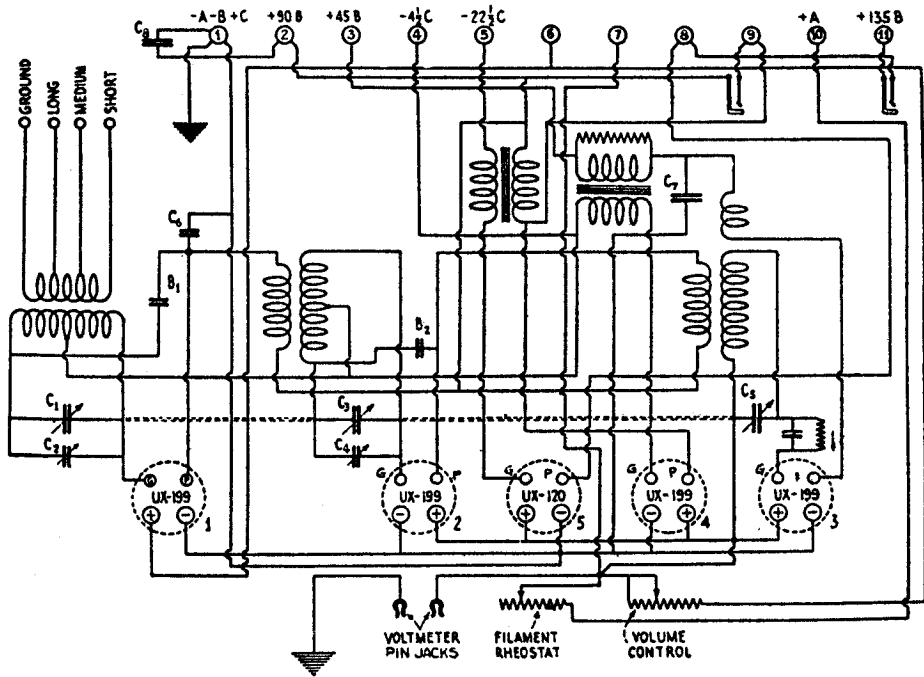 -A-B+C +90B +45B -4½C -22½C +A +135B
1 2 3 4 5 6 7 8 9 10 11
C8
GROUND
LONG
MEDIUM
SHORT
C6
C7
B1
B2
C1
C2
C3
C4
C5
G P
UX-199
+ −
1
G P
UX-199
− +
2
G P
UX-120
+ −
5
G P
UX-199
− +
4
G
UX-199
+ −
3
VOLTMETER
PIN JACKS
FILAMENT
RHEOSTAT
VOLUME
CONTROL